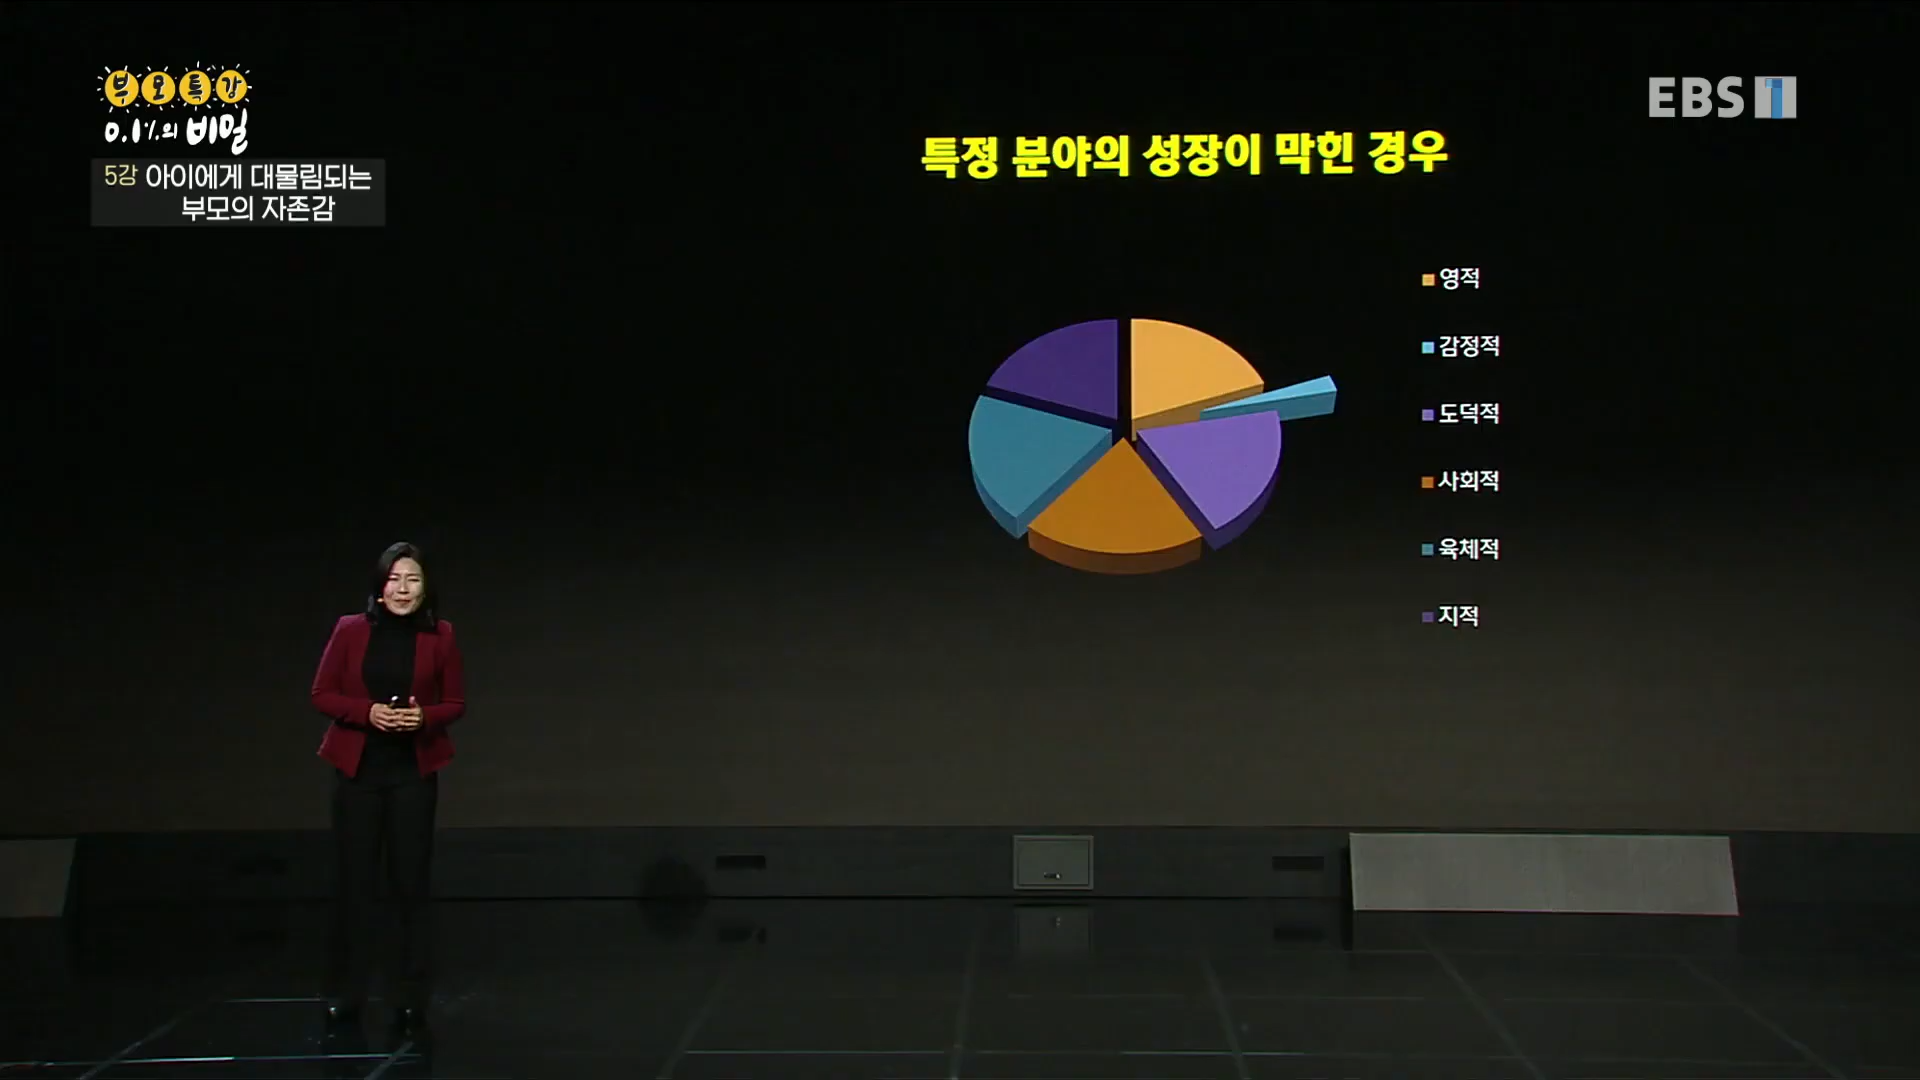 부모특강
0.1%의 비밀
5강 아이에게 대물림되는
부모의 자존감
EBS 1
특정 분야의 성장이 막힌 경우
영적
감정적
도덕적
사회적
육체적
지적